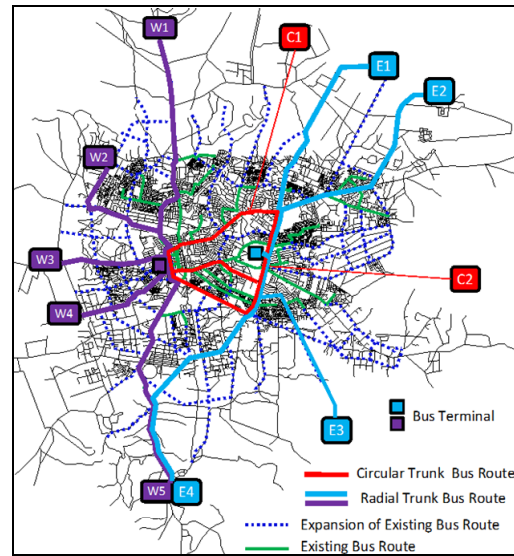 W1
C1
E1
E2
W2
W3
C2
W4
Bus Terminal
E3
W5 E4
Circular Trunk Bus Route
Radial Trunk Bus Route
Expansion of Existing Bus Route
Existing Bus Route